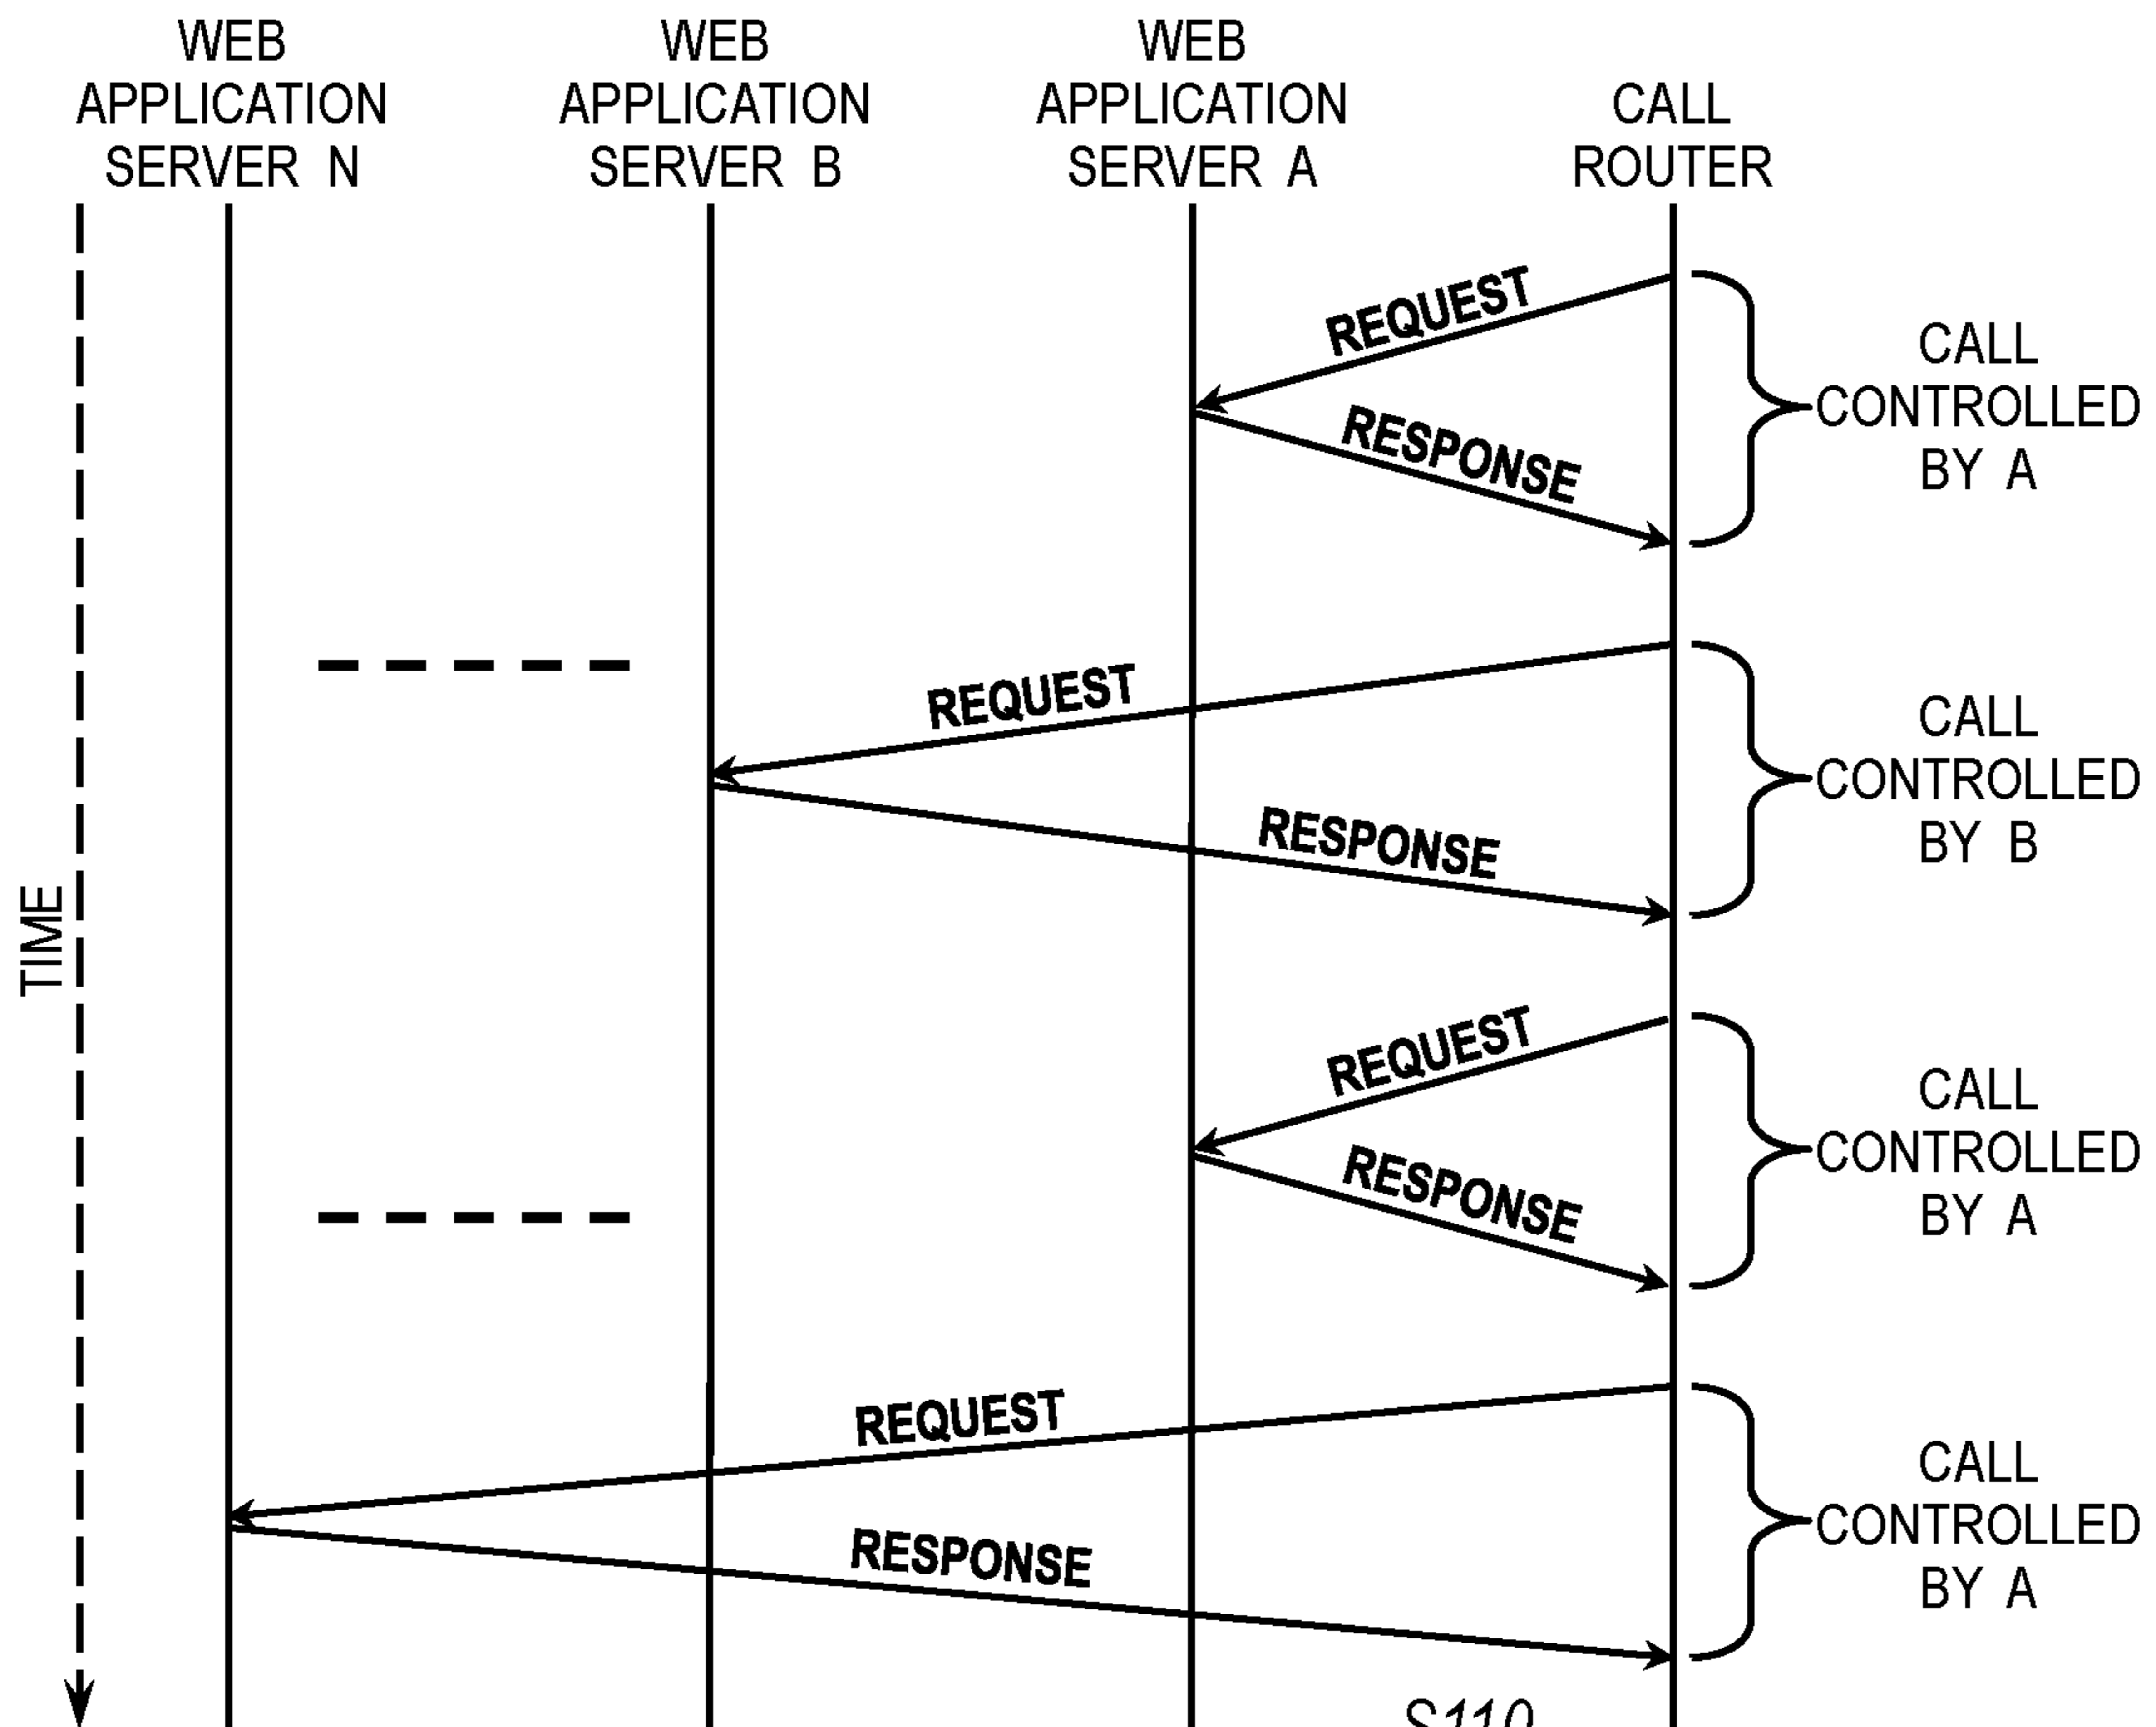 WEB
APPLICATION
SERVER N
WEB
APPLICATION
SERVER B
WEB
APPLICATION
SERVER A
CALL
ROUTER
REQUEST
RESPONSE
CALL
CONTROLLED
BY A
REQUEST
RESPONSE
CALL
CONTROLLED
BY B
TIME
REQUEST
RESPONSE
CALL
CONTROLLED
BY A
REQUEST
RESPONSE
CALL
CONTROLLED
BY A
S110